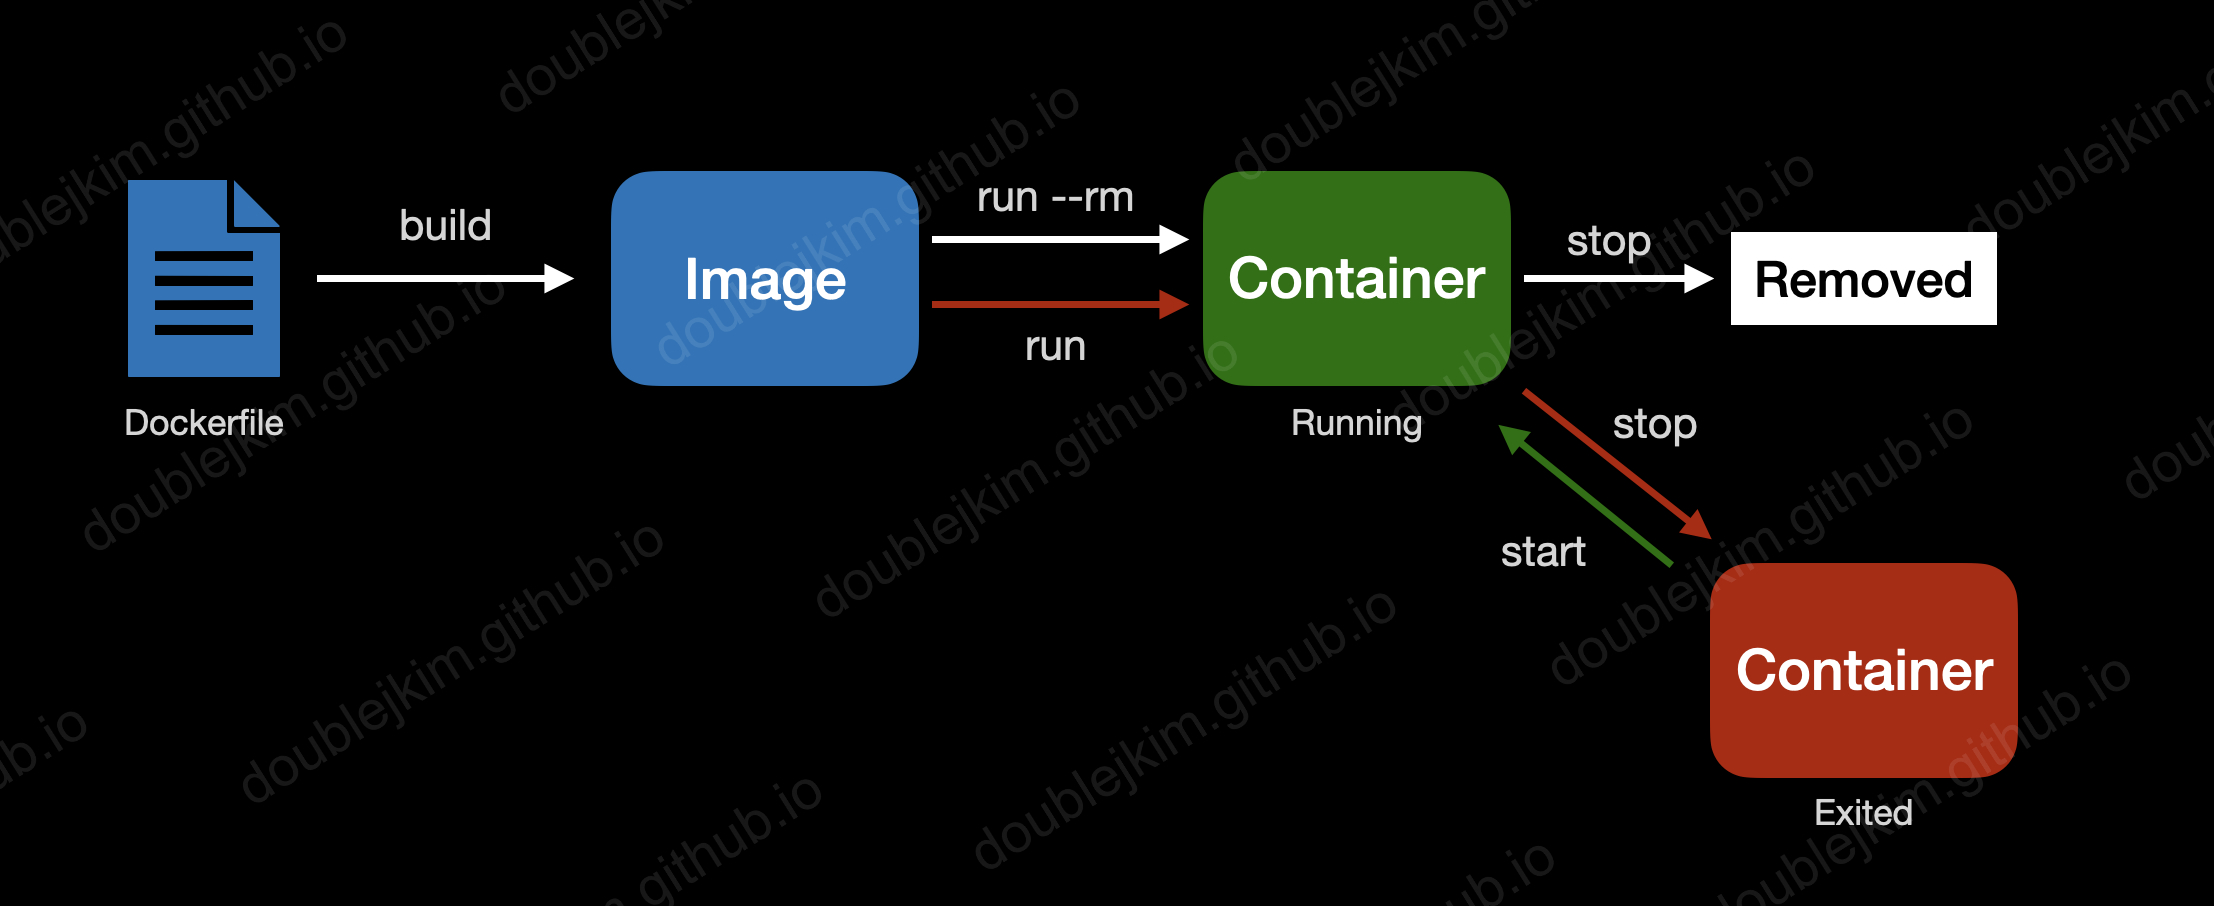 doublejkim.github.io
build
Image
run --rm
run
Container
stop
Removed
Dockerfile
Running
stop
start
Container
Exited